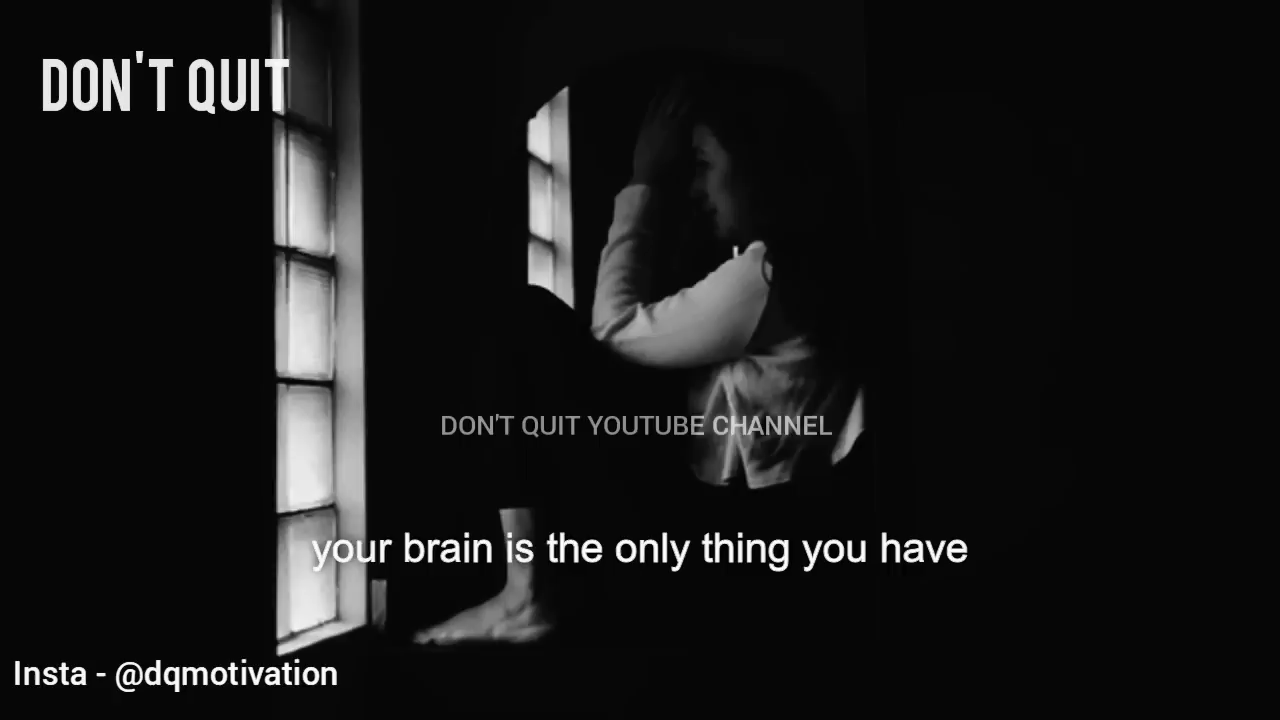 DON'T QUIT
DON'T QUIT YOUTUBE CHANNEL
your brain is the only thing you have
Insta - @dqmotivation